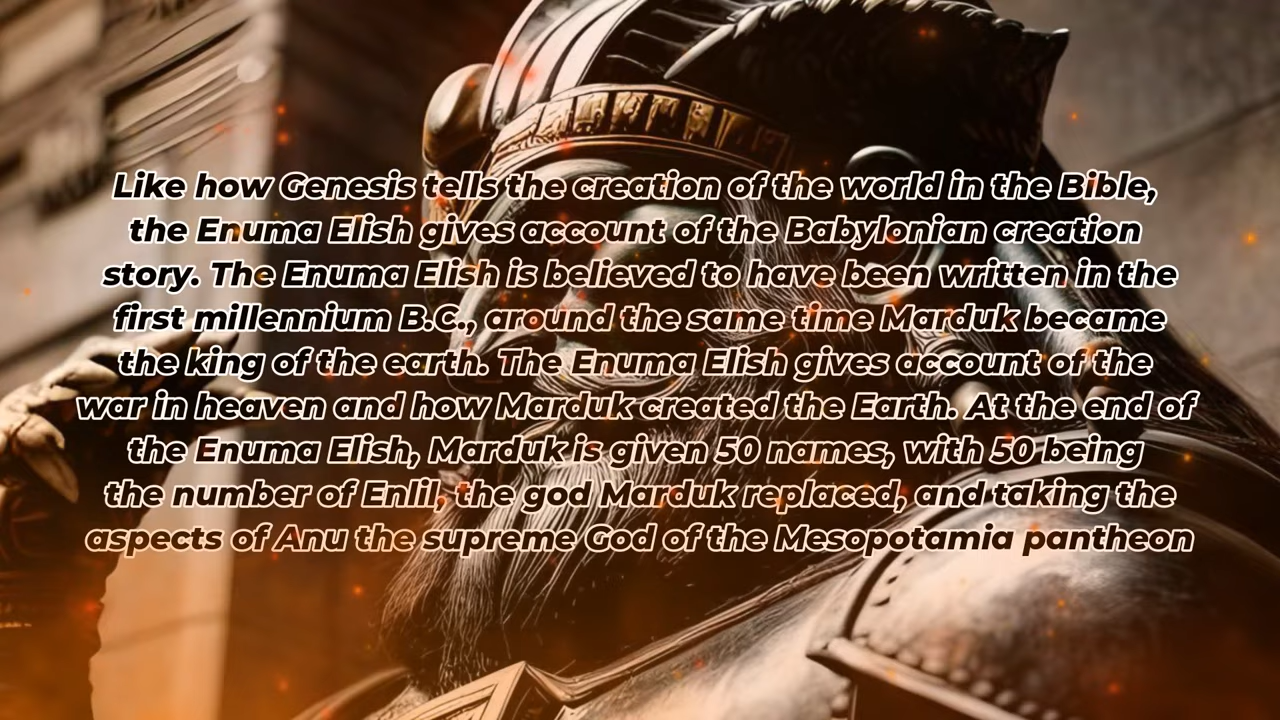 Like how Genesis tells the creation of the world in the Bible,
the Enuma Elish gives account of the Babylonian creation
story. The Enuma Elish is believed to have been written in the
first millennium B.C., around the same time Marduk became
the king of the earth. The Enuma Elish gives account of the
war in heaven and how Marduk created the Earth. At the end of
the Enuma Elish, Marduk is given 50 names, with 50 being
the number of Enlil, the god Marduk replaced, and taking the
aspects of Anu the supreme God of the Mesopotamia pantheon